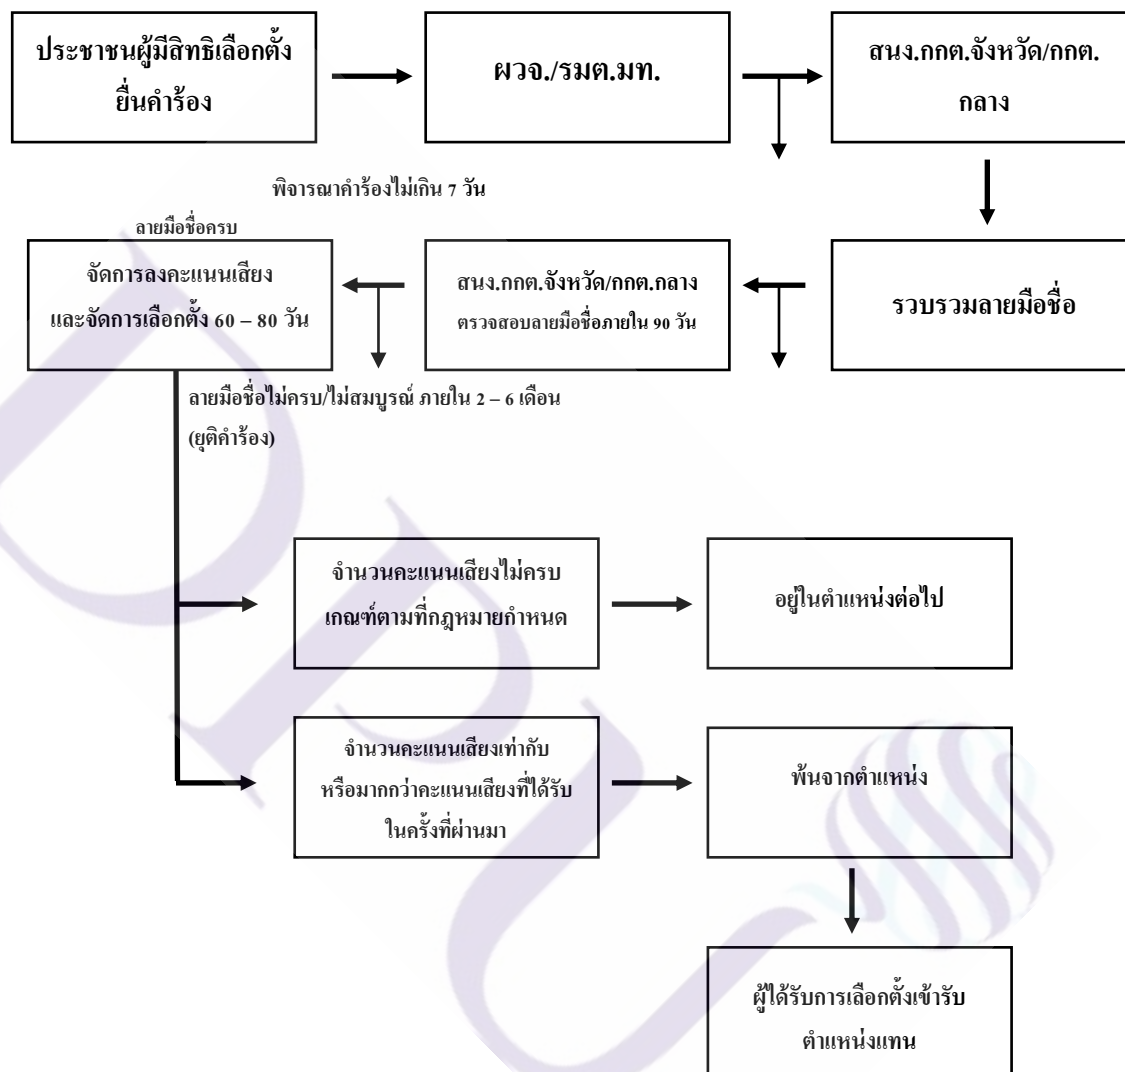 ประชาชนผู้มีสิทธิเลือกตั้ง
ยื่นคำร้อง
ผวจ./รมต.มท.
สนง.กกต.จังหวัด/กกต.
กลาง
พิจารณาคำร้องไม่เกิน 7 วัน
ลายมือชื่อครบ
จัดการลงคะแนนเสียง
และจัดการเลือกตั้ง 60 – 80 วัน
สนง.กกต.จังหวัด/กกต.กลาง
ตรวจสอบลายมือชื่อภายใน 90 วัน
รวบรวมลายมือชื่อ
ลายมือชื่อไม่ครบ/ไม่สมบูรณ์ ภายใน 2 – 6 เดือน
(ยุติคำร้อง)
จำนวนคะแนนเสียงไม่ครบ
เกณฑ์ตามที่กฎหมายกำหนด
อยู่ในตำแหน่งต่อไป
จำนวนคะแนนเสียงเท่ากับ
หรือมากกว่าคะแนนเสียงที่ได้รับ
ในครั้งที่ผ่านมา
พ้นจากตำแหน่ง
ผู้ได้รับการเลือกตั้งเข้ารับ
ตำแหน่งแทน
DPU